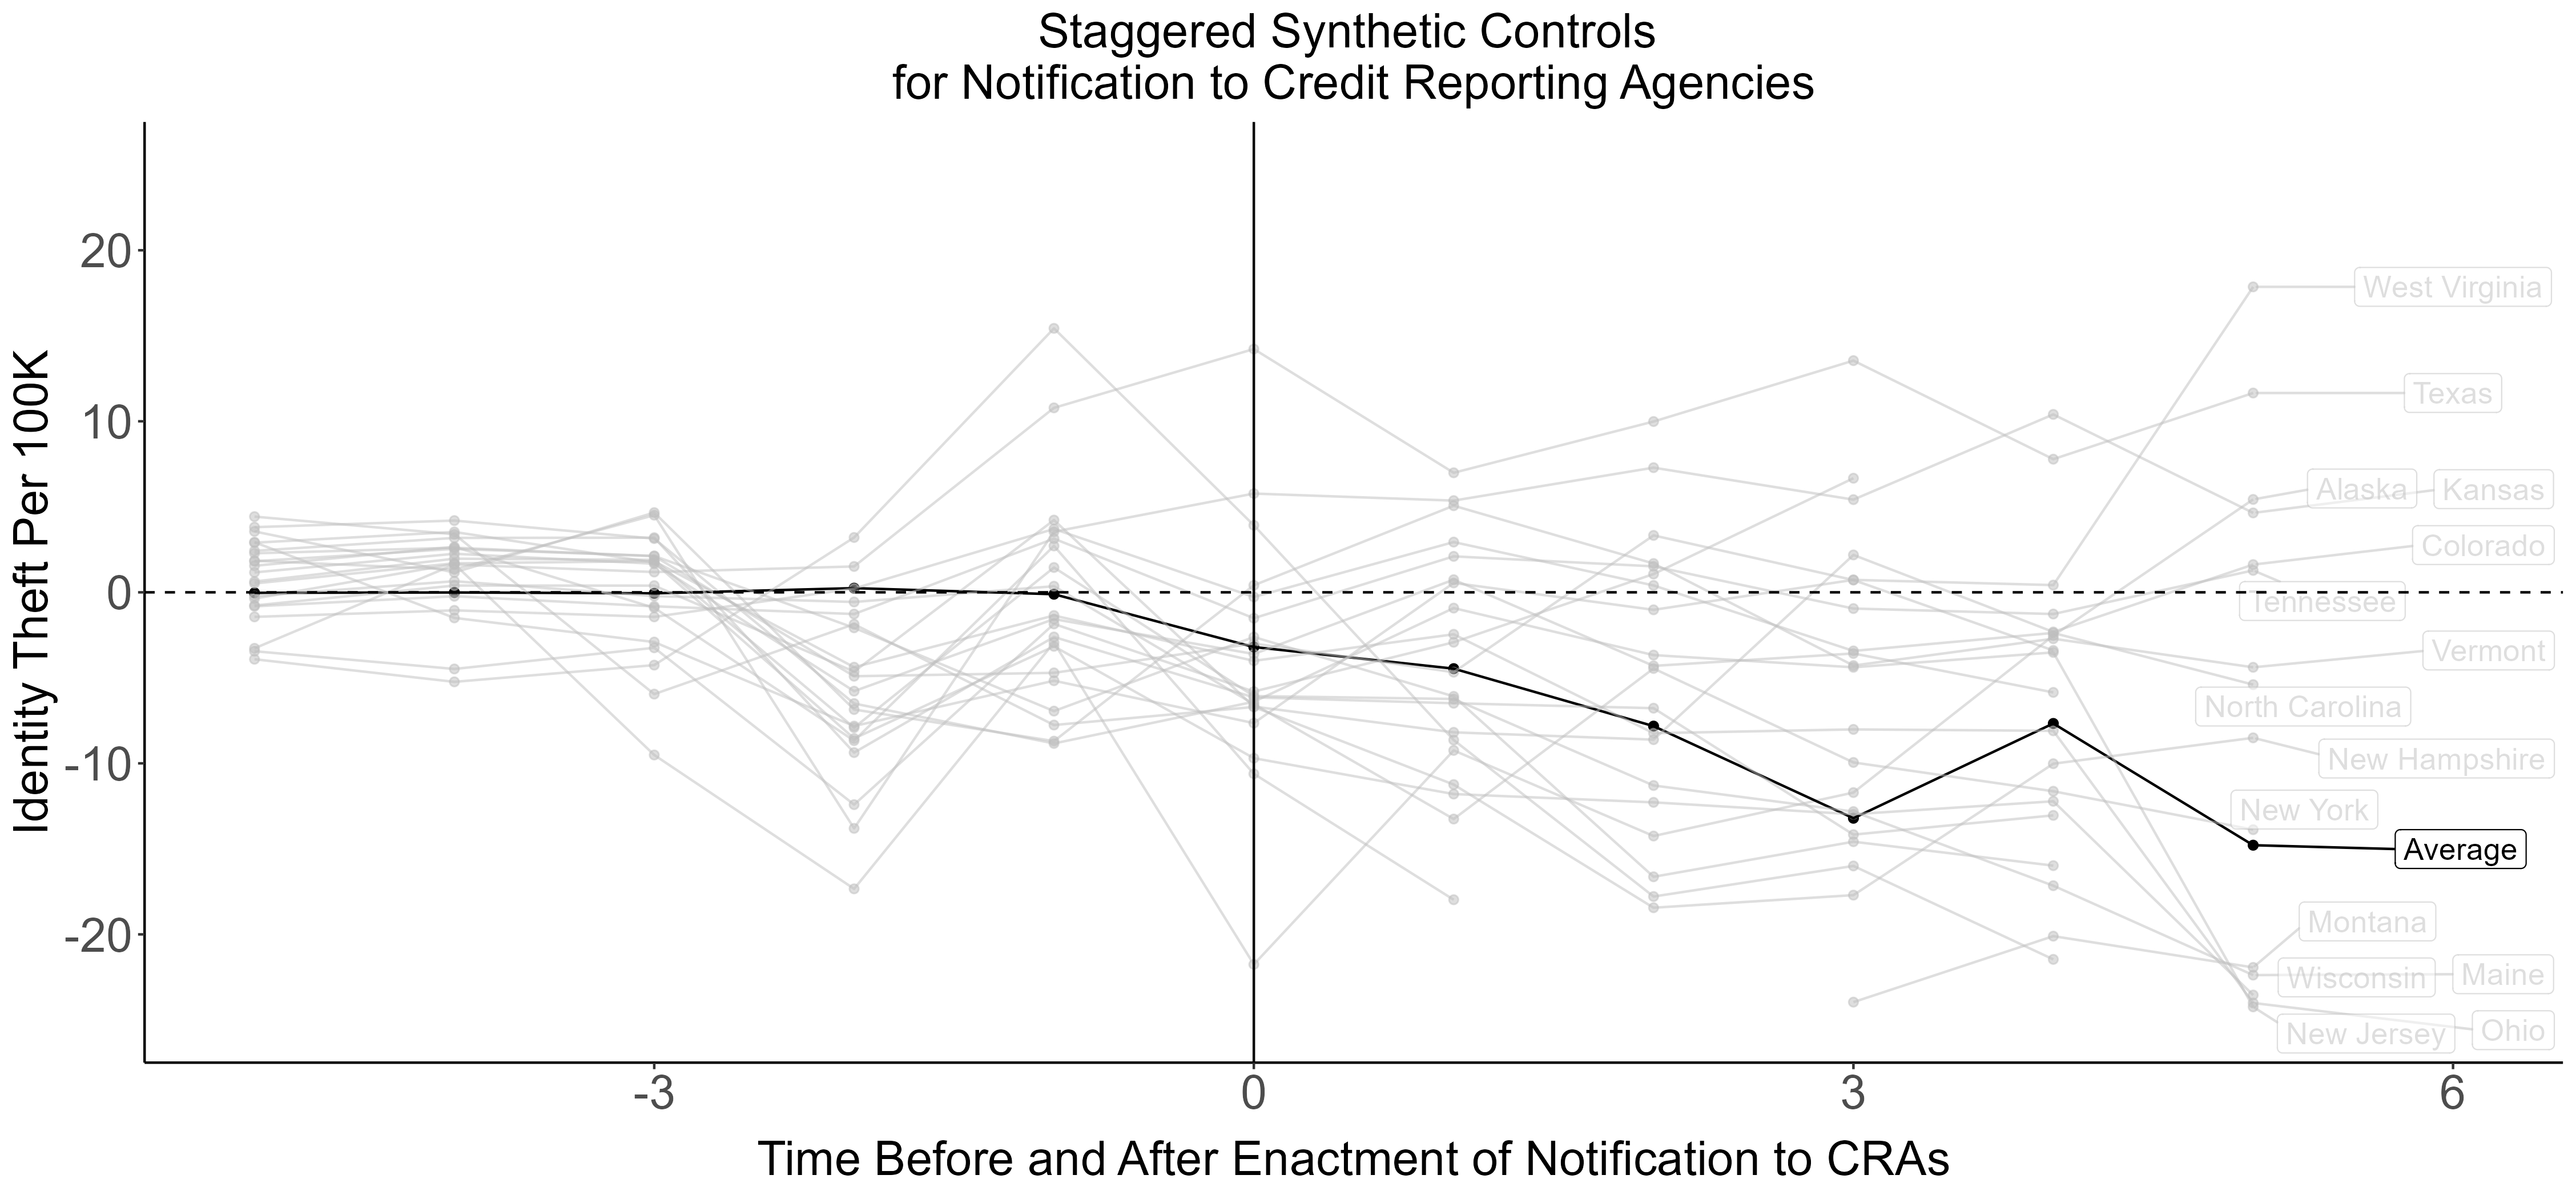 Staggered Synthetic Controls
for Notification to Credit Reporting Agencies
Identity Theft Per 100K
20
10
0
-10
-20
West Virginia
Texas
Alaska
Kansas
Colorado
Tennessee
Vermont
North Carolina
New Hampshire
New York
Average
Montana
Wisconsin
Maine
New Jersey
Ohio
-3
0
3
6
Time Before and After Enactment of Notification to CRAs